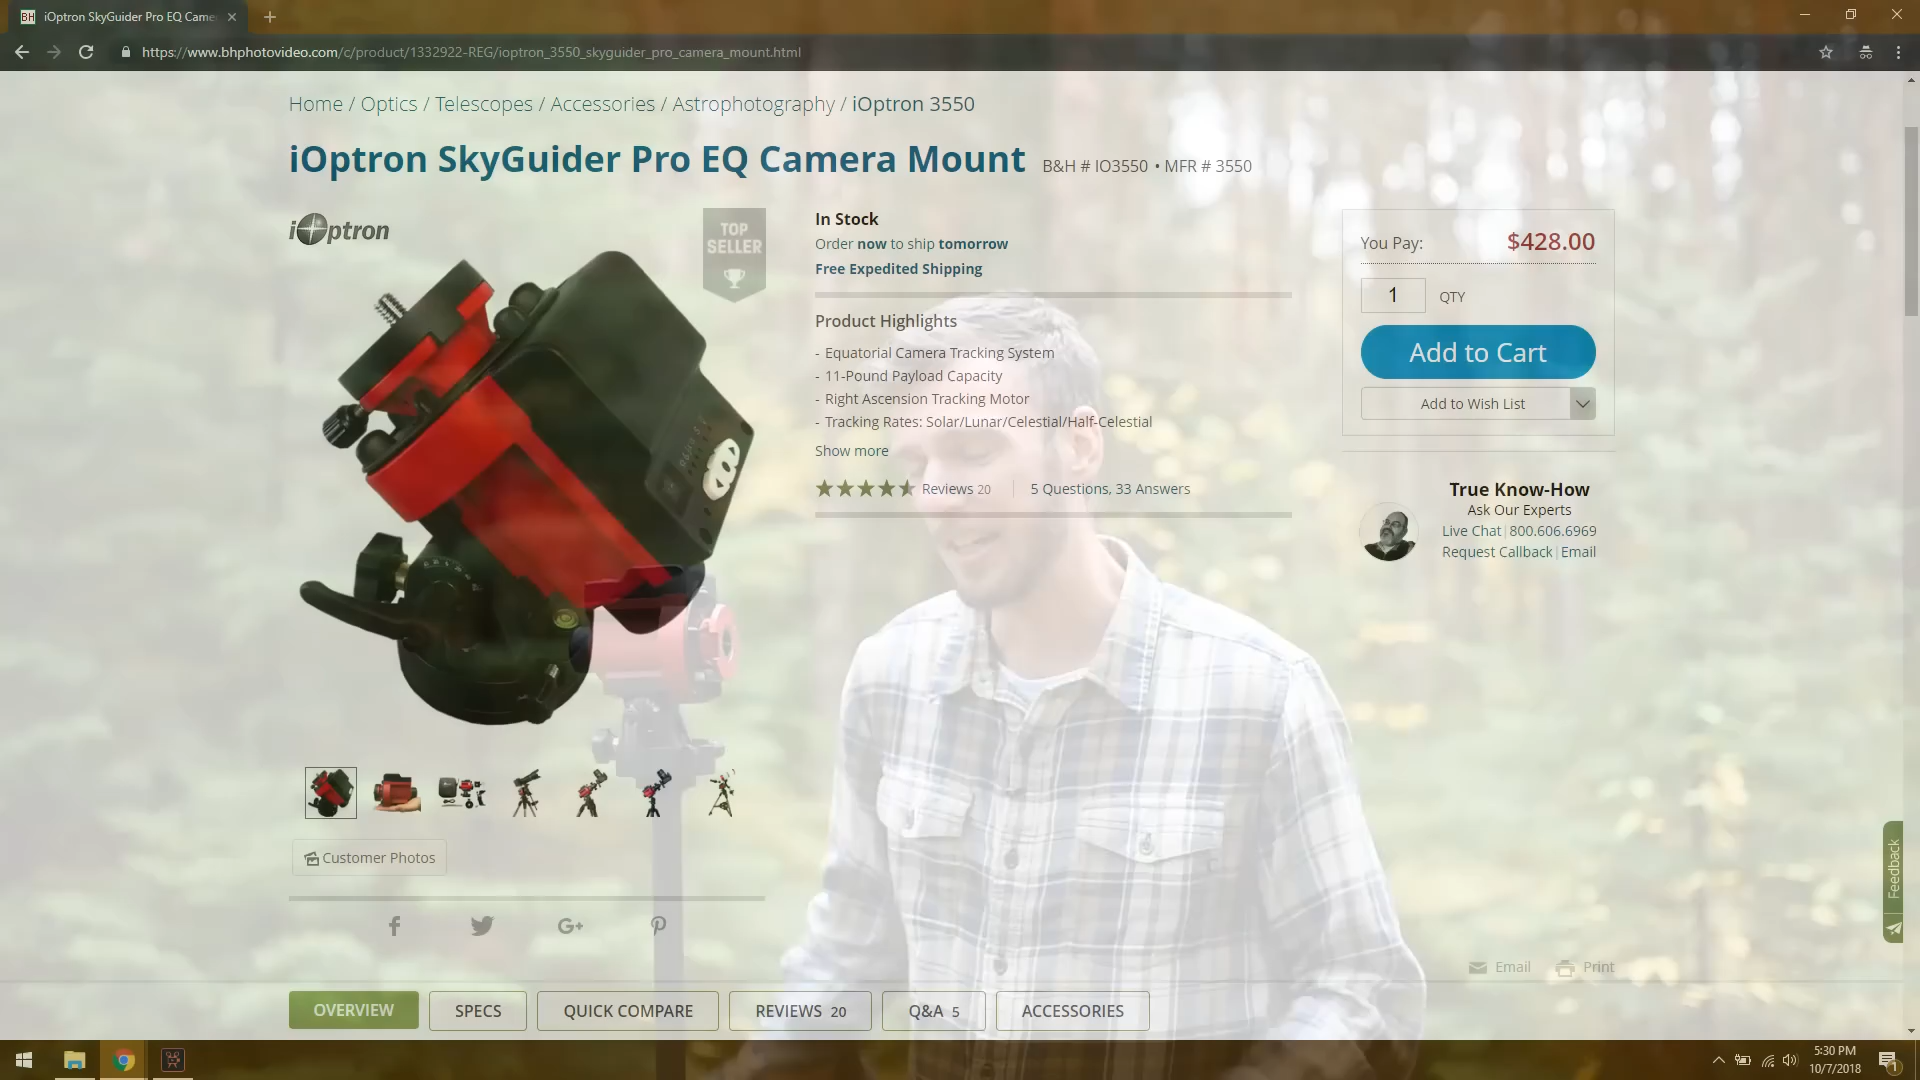 BH iOptron SkyGuider Pro EQ Came
https://www.bhphotovideo.com/c/product/1332922-REG/ioptron_3550_skyguider_pro_camera_mount.html
Home / Optics / Telescopes / Accessories / Astrophotography / iOptron 3550
iOptron SkyGuider Pro EQ Camera Mount B&H # IO3550 • MFR # 3550
iOptron
TOP
SELLER
In Stock
Order now to ship tomorrow
Free Expedited Shipping
Product Highlights
- Equatorial Camera Tracking System
- 11-Pound Payload Capacity
- Right Ascension Tracking Motor
- Tracking Rates: Solar/Lunar/Celestial/Half-Celestial
Show more
Reviews 20
5 Questions, 33 Answers
You Pay: $428.00
1 QTY
Add to Cart
Add to Wish List
True Know-How
Ask Our Experts
Live Chat | 800.606.6969
Request Callback | Email
Customer Photos
Feedback
Email Print
OVERVIEW SPECS QUICK COMPARE REVIEWS 20 Q&A 5 ACCESSORIES
5:30 PM
10/7/2018
1